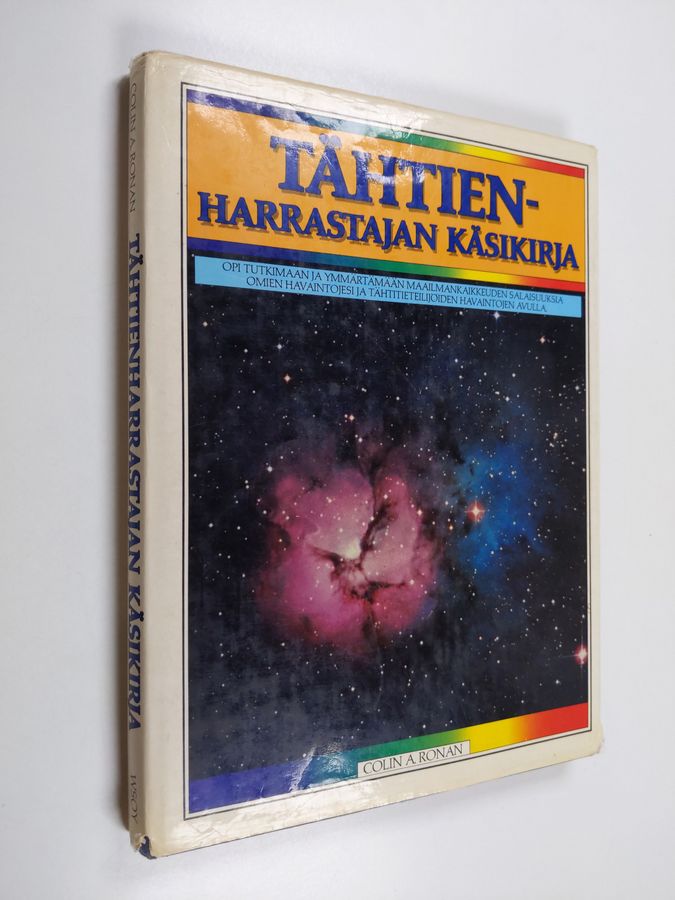 COLIN A. RONAN
TÄHTIENHARRASTAJAN KÄSIKIRJA
WSOY
TÄHTIEN-
HARRASTAJAN KÄSIKIRJA
OPI TUTKIMAAN JA YMMÄRTÄMÄÄN MAAILMANKAIKKEUDEN SALAISUUKSIA
OMIEN HAVAINTOJESI JA TÄHTITIETEILIJÖIDEN HAVAINTOJEN AVULLA
COLIN A. RONAN